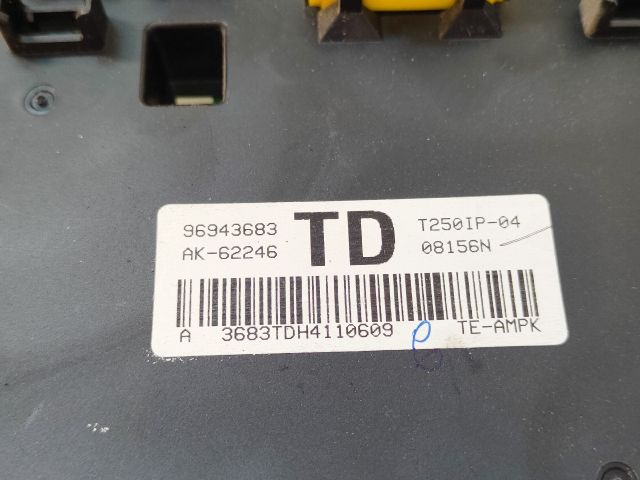 96943683 TD T250IP-04
AK-62246 08156N
A 3683TDH4110609 TE-AMPK